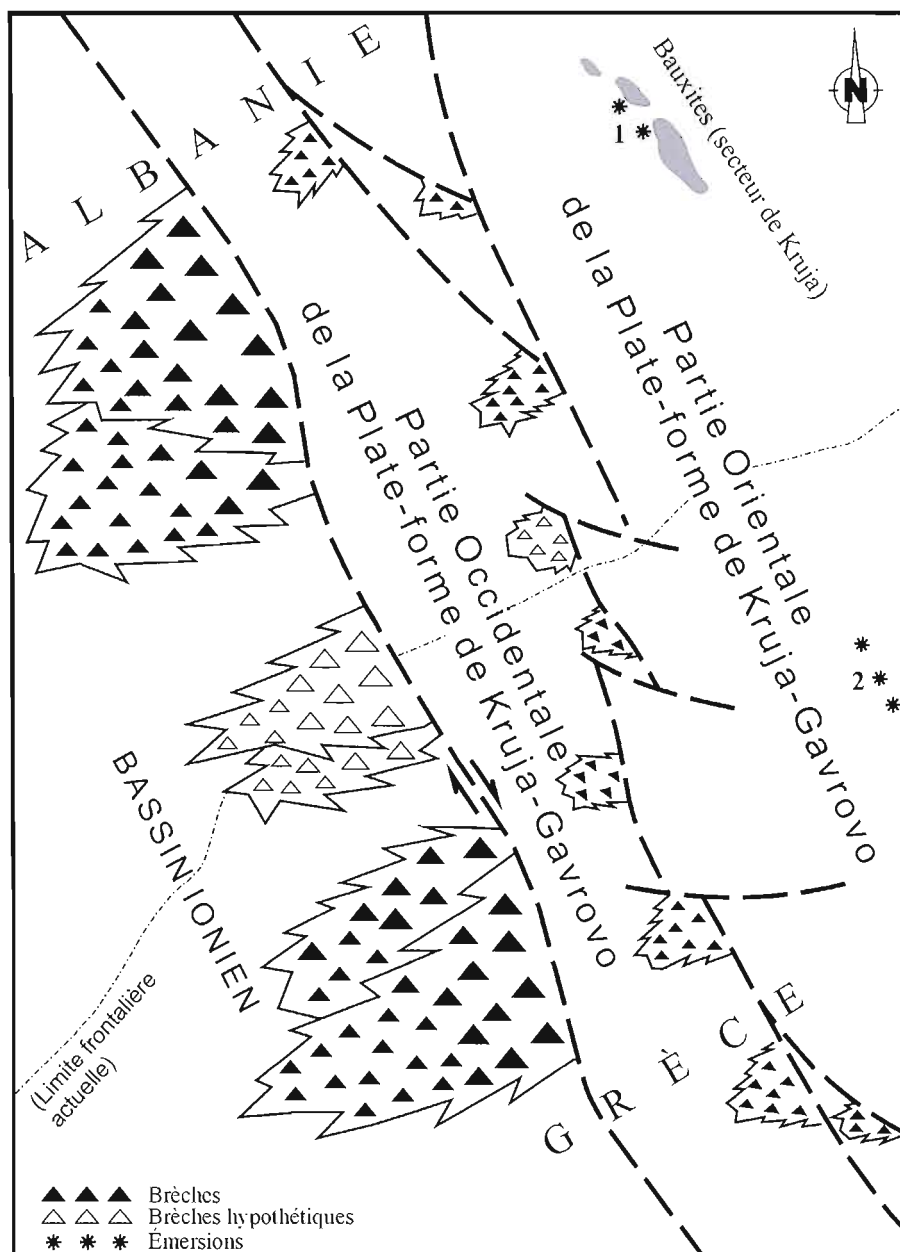 ALBANIE
N
Bauxites (secteur de Kruja)
1
Partie Orientale
de la Plate-forme de Kruja-Gavrovo
Partie Occidentale
de la Plate-forme de Kruja-Gavrovo
2
BASSIN IONIEN
(Limite frontalière
actuelle)
GRÈCE
Brèches
Brèches hypothétiques
Émersions